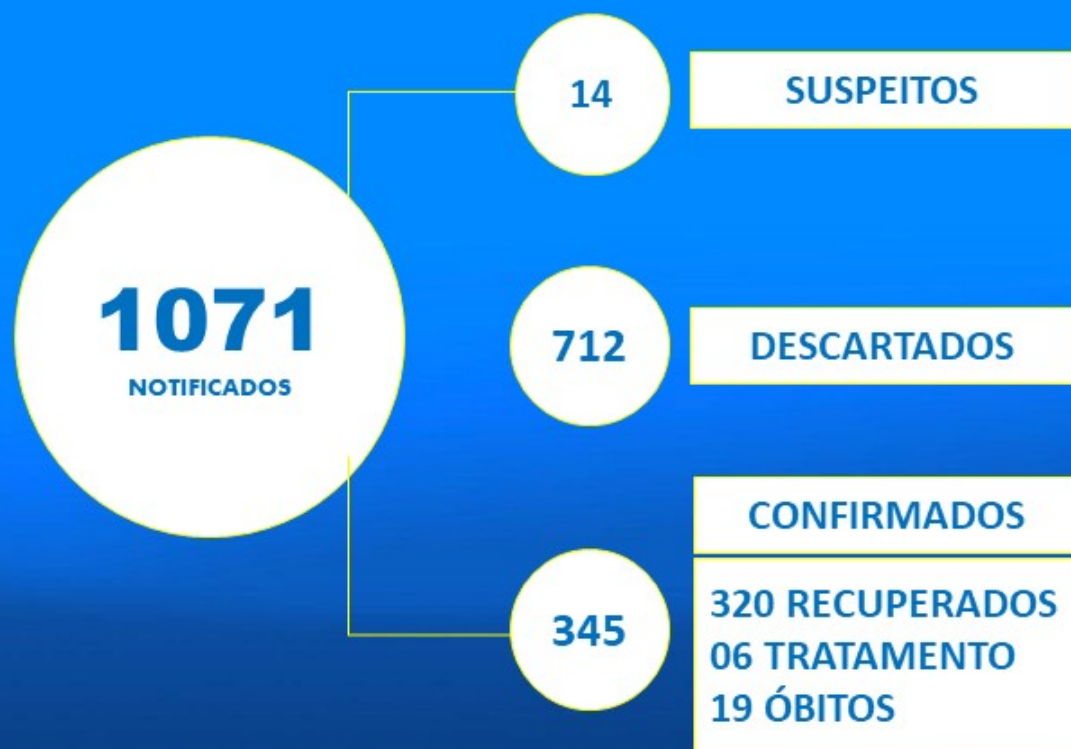 1071
NOTIFICADOS
14
SUSPEITOS
712
DESCARTADOS
345
CONFIRMADOS
320 RECUPERADOS
06 TRATAMENTO
19 ÓBITOS